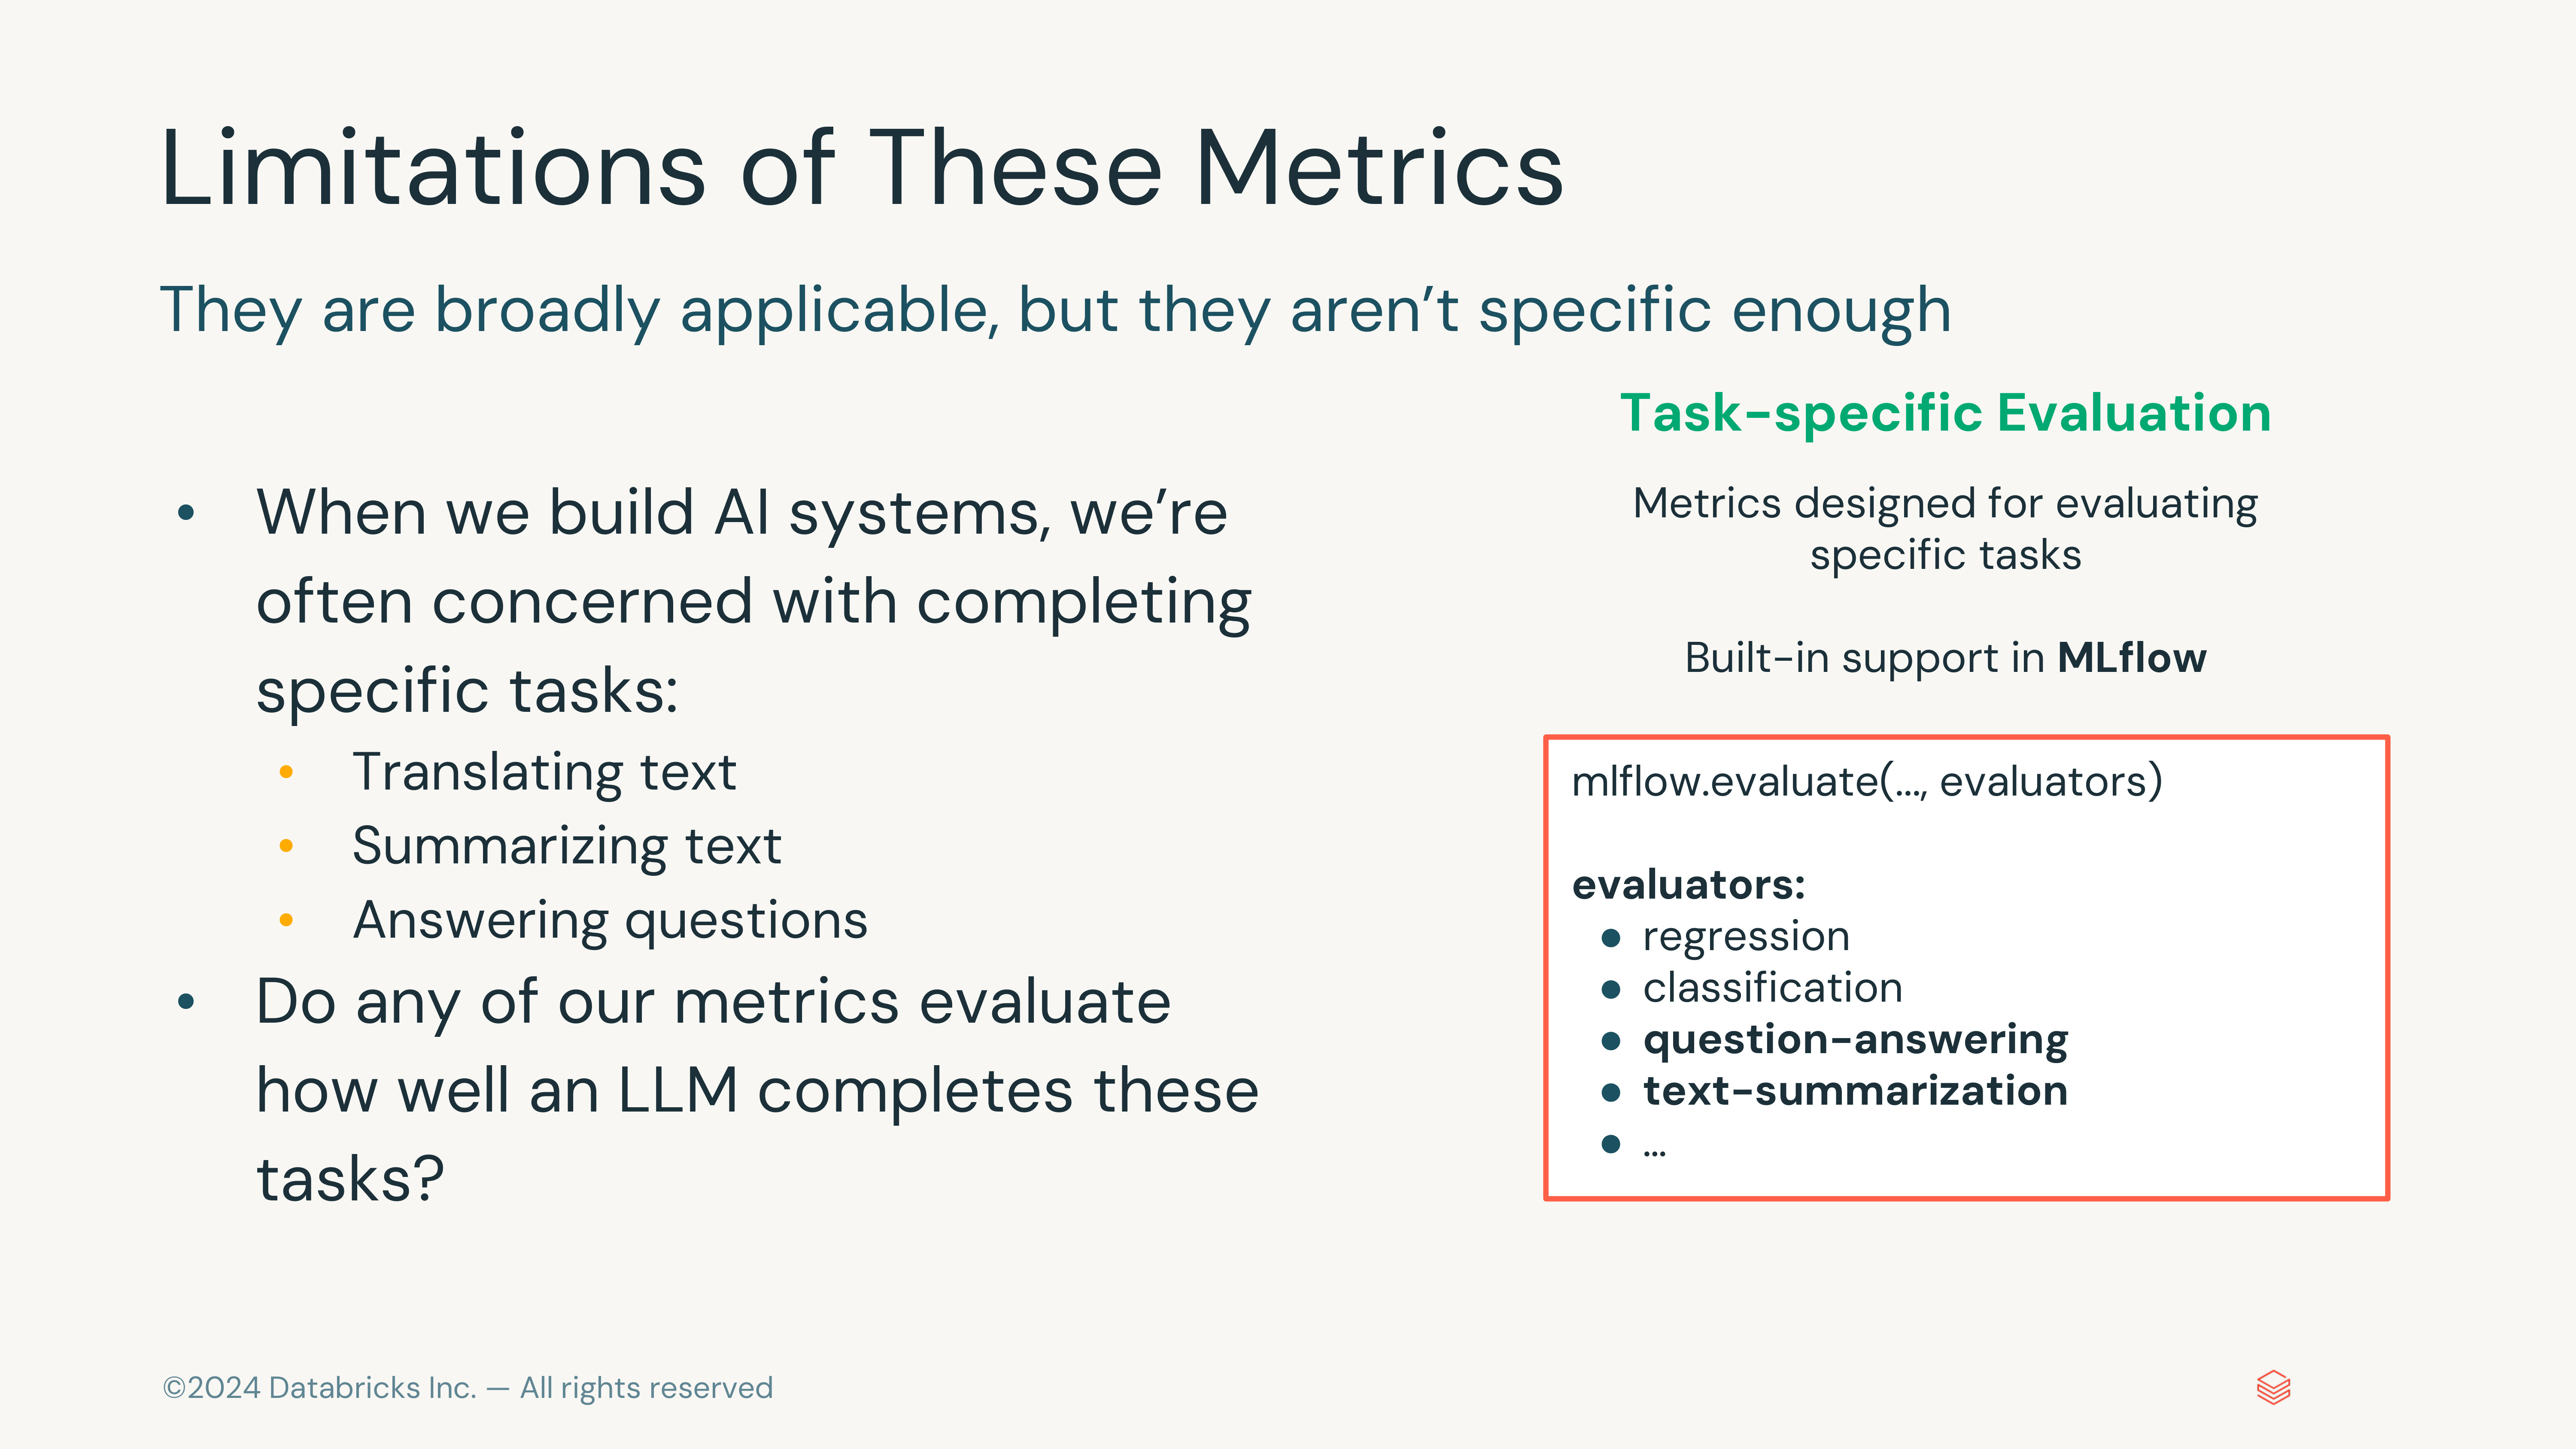 Limitations of These Metrics
They are broadly applicable, but they aren’t specific enough
• When we build AI systems, we’re
often concerned with completing
specific tasks:
• Translating text
• Summarizing text
• Answering questions
• Do any of our metrics evaluate
how well an LLM completes these
tasks?
Task-specific Evaluation
Metrics designed for evaluating
specific tasks
Built-in support in MLflow
mlflow.evaluate(…, evaluators)
evaluators:
● regression
● classification
● question-answering
● text-summarization
● …
©2024 Databricks Inc. — All rights reserved